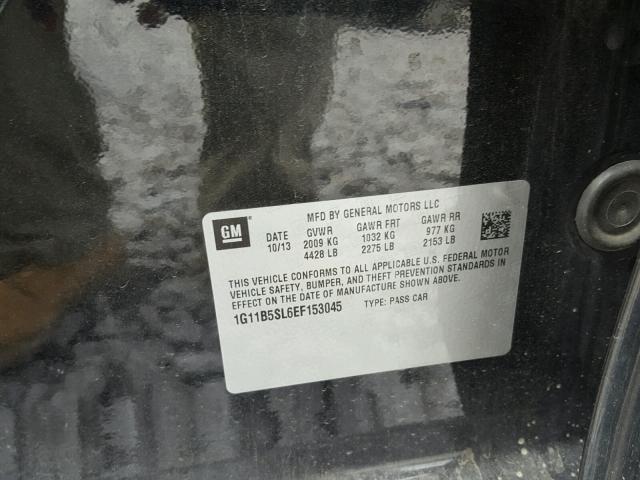 MFD BY GENERAL MOTORS LLC
GM DATE GVWR GAWR FRT GAWR RR
10/13 2009 KG 1032 KG 977 KG
4428 LB 2275 LB 2153 LB
THIS VEHICLE CONFORMS TO ALL APPLICABLE U.S. FEDERAL MOTOR
VEHICLE SAFETY, BUMPER, AND THEFT PREVENTION STANDARDS IN
EFFECT ON THE DATE OF MANUFACTURE SHOWN ABOVE.
1G11B5SL6EF153045 TYPE: PASS CAR